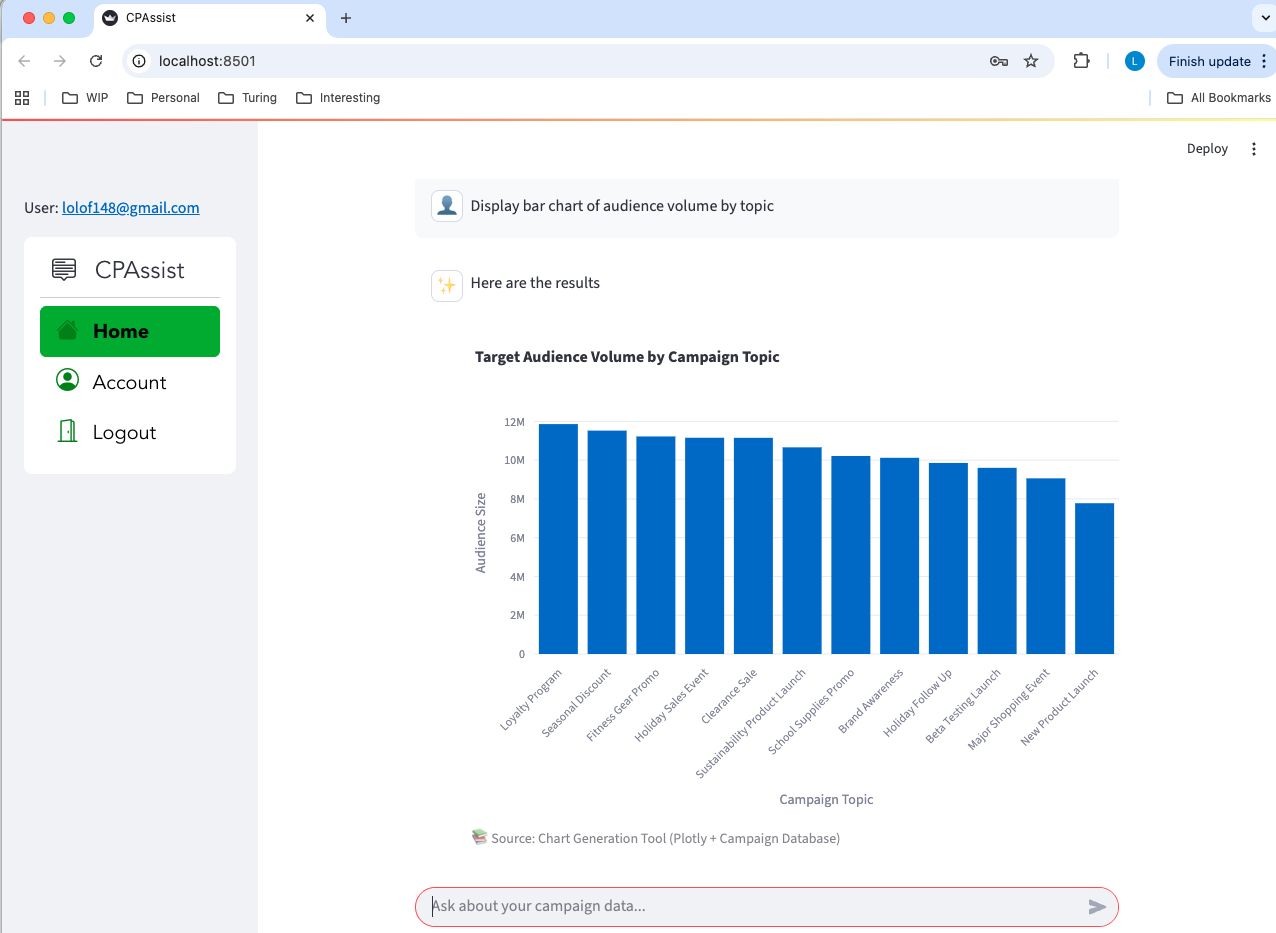 CPAssist
localhost:8501
L
Finish update
WIP
Personal
Turing
Interesting
All Bookmarks
Deploy
User: lolof148@gmail.com
CPAssist
Home
Account
Logout
Display bar chart of audience volume by topic
Here are the results
Target Audience Volume by Campaign Topic
12M
10M
8M
6M
4M
2M
0
Audience Size
Loyalty Program
Seasonal Discount
Fitness Gear Promo
Holiday Sales Event
Clearance Sale
Sustainability Product Launch
School Supplies Promo
Brand Awareness
Holiday Follow Up
Beta Testing Launch
Major Shopping Event
New Product Launch
Campaign Topic
Source: Chart Generation Tool (Plotly + Campaign Database)
Ask about your campaign data...